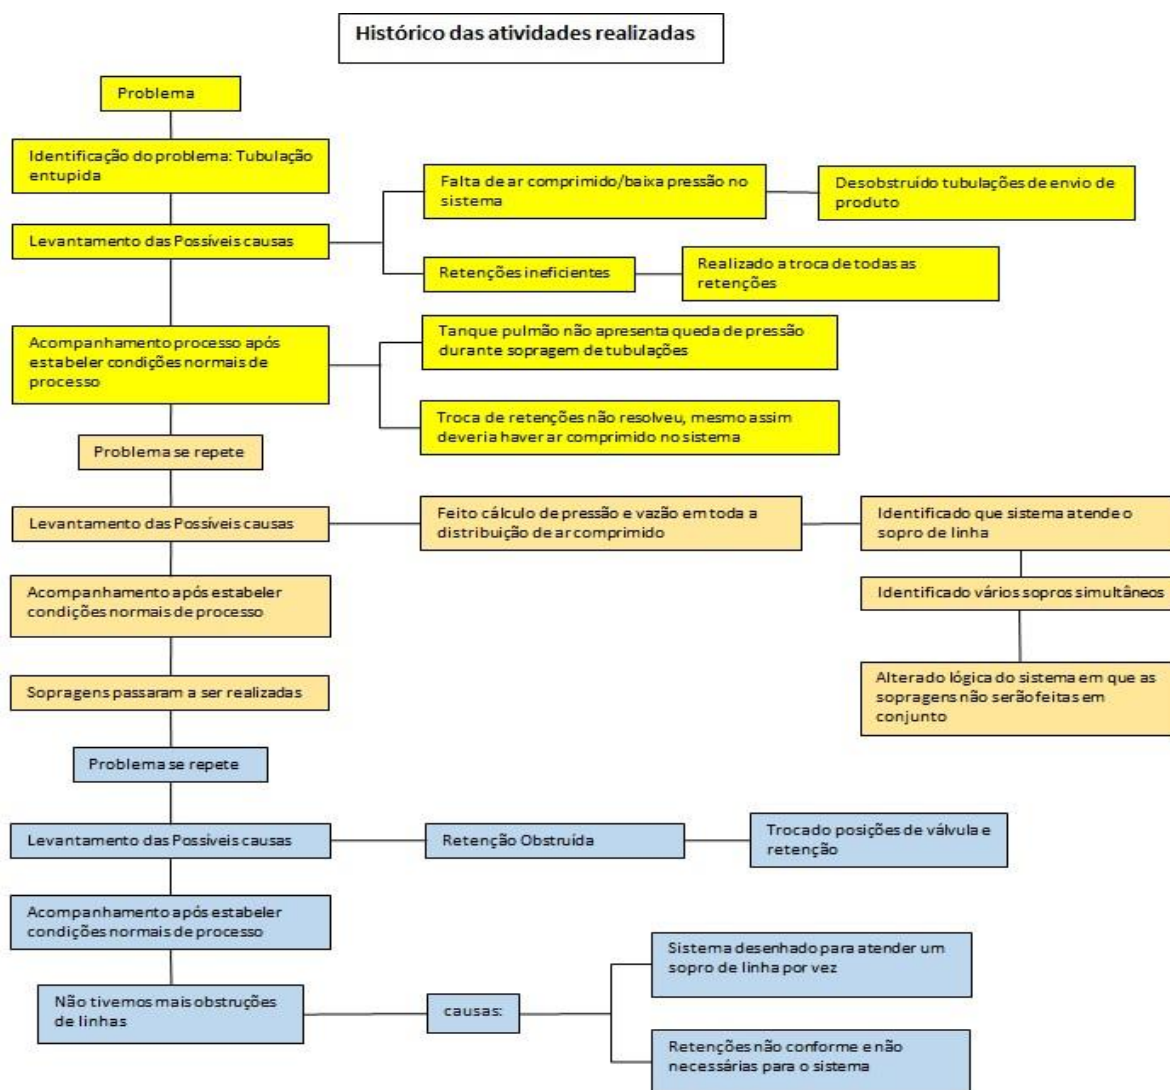 Histórico das atividades realizadas
Problema
Identificação do problema: Tubulação
entupida
Falta de ar comprimido/baixa pressão no
sistema
Desobstruído tubulações de envio de
produto
Levantamento das Possíveis causas
Retenções ineficientes
Realizado a troca de todas as
retenções
Acompanhamento processo após
estabeler condições normais de
processo
Tanque pulmão não apresenta queda de pressão
durante sopragem de tubulações
Troca de retenções não resolveu, mesmo assim
deveria haver ar comprimido no sistema
Problema se repete
Levantamento das Possíveis causas
Feito cálculo de pressão e vazão em toda a
distribuição de ar comprimido
Identificado que sistema atende o
sopro de linha
Acompanhamento após estabeler
condições normais de processo
Identificado vários sopros simultâneos
Sopragens passaram a ser realizadas
Alterado lógica do sistema em que as
sopragens não serão feitas em
conjunto
Problema se repete
Levantamento das Possíveis causas
Retenção Obstruída
Trocado posições de válvula e
retenção
Acompanhamento após estabeler
condições normais de processo
Não tivemos mais obstruções
de linhas
causas:
Sistema desenhado para atender um
sopro de linha por vez
Retenções não conforme e não
necessárias para o sistema